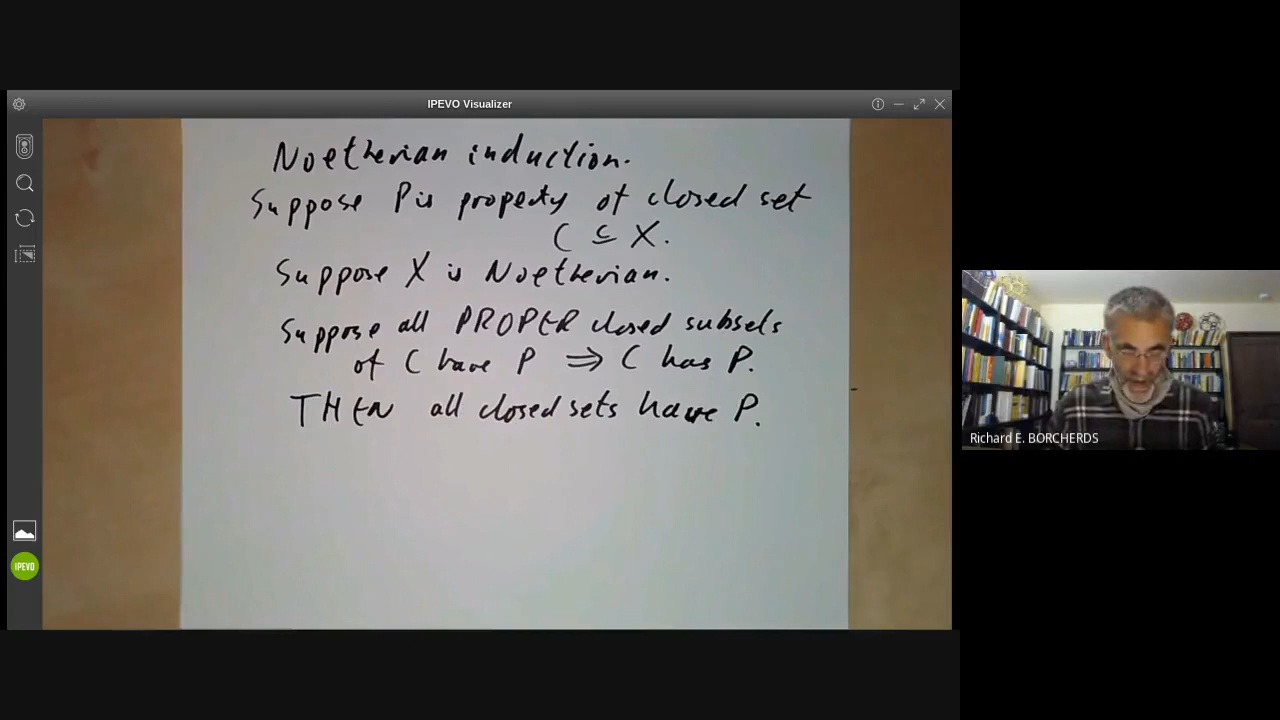 IPEVO Visualizer
Noetherian induction.
Suppose P is property of closed set
C ⊆ X.
Suppose X is Noetherian.
Suppose all PROPER closed subsets
of C have P ⇒ C has P.
THEN all closed sets have P.
IPEVO
Richard E. BORCHERDS